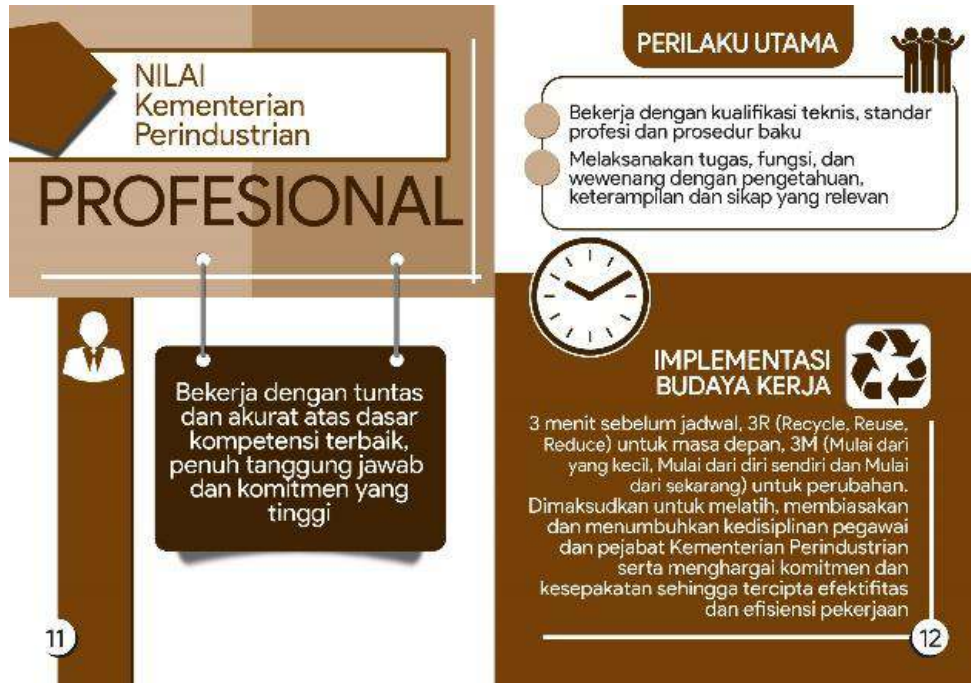 NILAI
Kementerian
Perindustrian
PROFESIONAL
Bekerja dengan tuntas
dan akurat atas dasar
kompetensi terbaik,
penuh tanggung jawab
dan komitmen yang
tinggi
11
PERILAKU UTAMA
Bekerja dengan kualifikasi teknis, standar
profesi dan prosedur baku
Melaksanakan tugas, fungsi, dan
wewenang dengan pengetahuan,
keterampilan dan sikap yang relevan
IMPLEMENTASI
BUDAYA KERJA
3 menit sebelum jadwal, 3R (Recycle, Reuse,
Reduce) untuk masa depan, 3M (Mulai dari
yang kecil, Mulai dari diri sendiri dan Mulai
dari sekarang) untuk perubahan.
Dimaksudkan untuk melatih, membiasakan
dan menumbuhkan kedisiplinan pegawai
dan pejabat Kementerian Perindustrian
serta menghargai komitmen dan
kesepakatan sehingga tercipta efektifitas
dan efisiensi pekerjaan
12